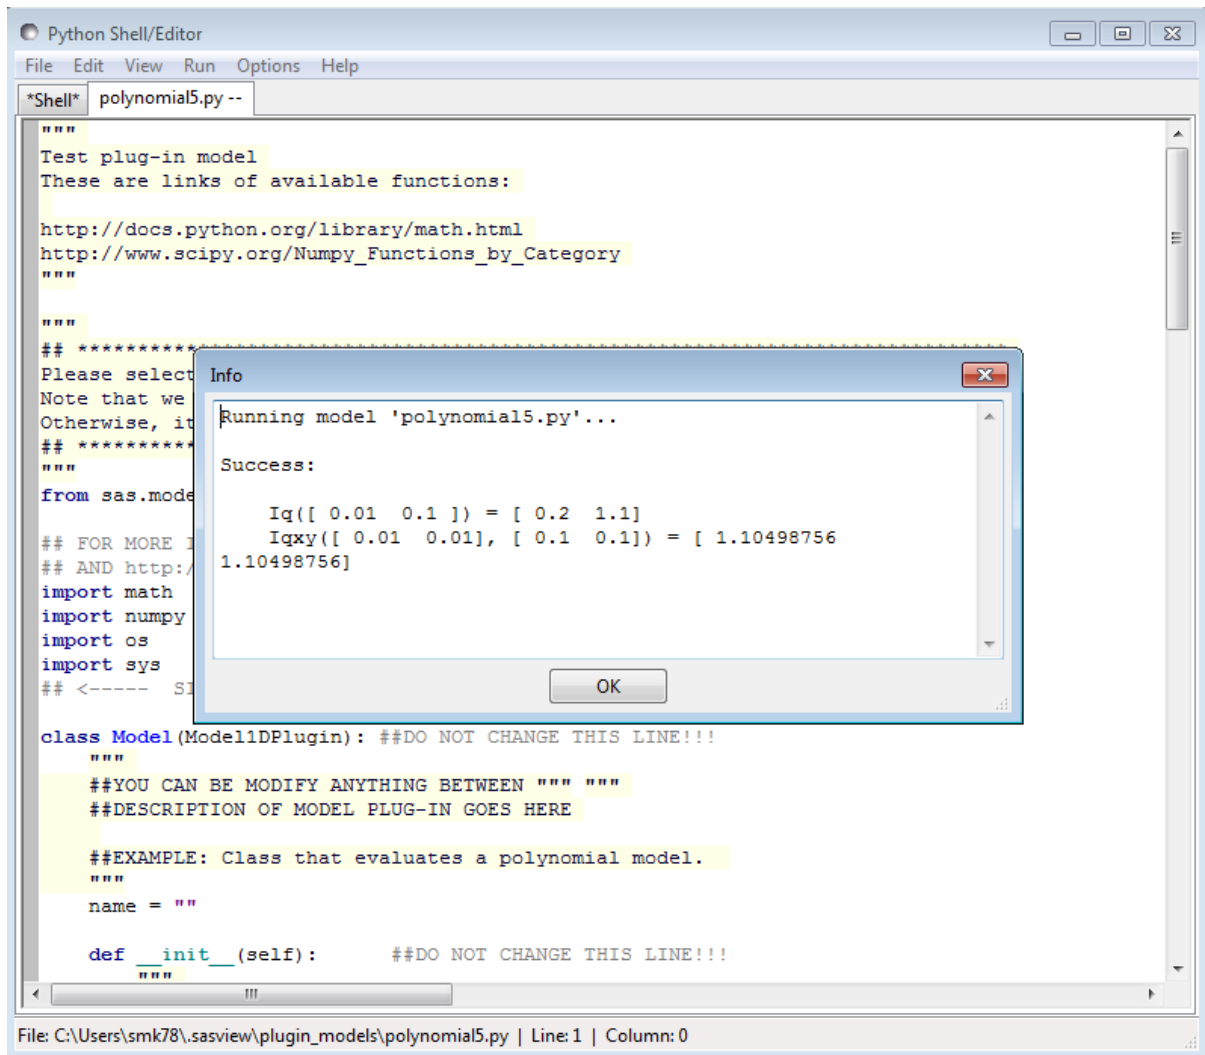 Python Shell/Editor
File Edit View Run Options Help
*Shell* polynomial5.py --
"""
Test plug-in model
These are links of available functions:
http://docs.python.org/library/math.html
http://www.scipy.org/Numpy_Functions_by_Category
"""
"""
## *****************************************************************************
Please select
Note that we
Otherwise, it
## **********
"""
from sas.mode
## FOR MORE I
## AND http:/
import math
import numpy
import os
import sys
## <----- SI
Info
Running model 'polynomial5.py'...
Success:
Iq([ 0.01 0.1 ]) = [ 0.2 1.1]
Iqxy([ 0.01 0.01], [ 0.1 0.1]) = [ 1.10498756
1.10498756]
OK
class Model(Model1DPlugin): ##DO NOT CHANGE THIS LINE!!!
"""
##YOU CAN BE MODIFY ANYTHING BETWEEN """ """
##DESCRIPTION OF MODEL PLUG-IN GOES HERE
##EXAMPLE: Class that evaluates a polynomial model.
"""
name = ""
def __init__(self): ##DO NOT CHANGE THIS LINE!!!
"""
File: C:\Users\smk78\.sasview\plugin_models\polynomial5.py | Line: 1 | Column: 0